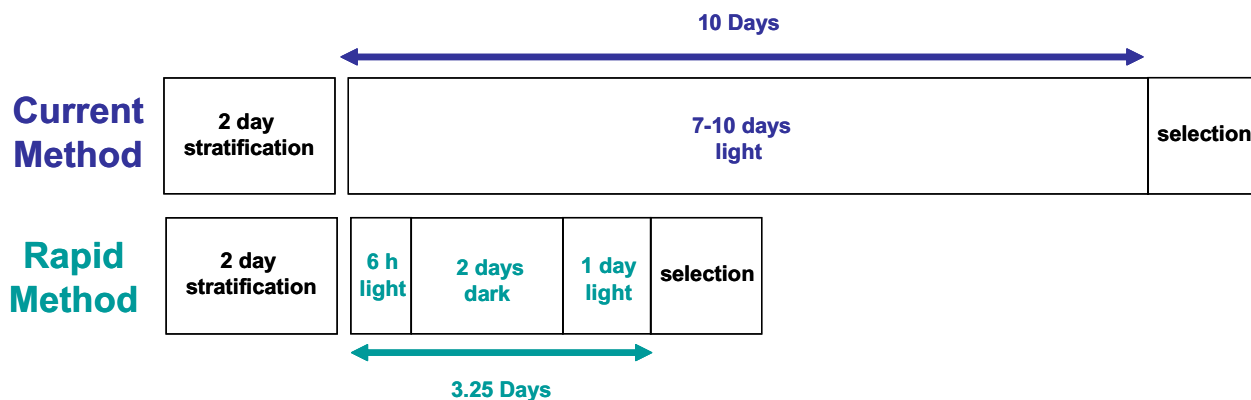 10 Days
Current
Method
2 day
stratification
7-10 days
light
selection
Rapid
Method
2 day
stratification
6 h
light
2 days
dark
1 day
light
selection
3.25 Days